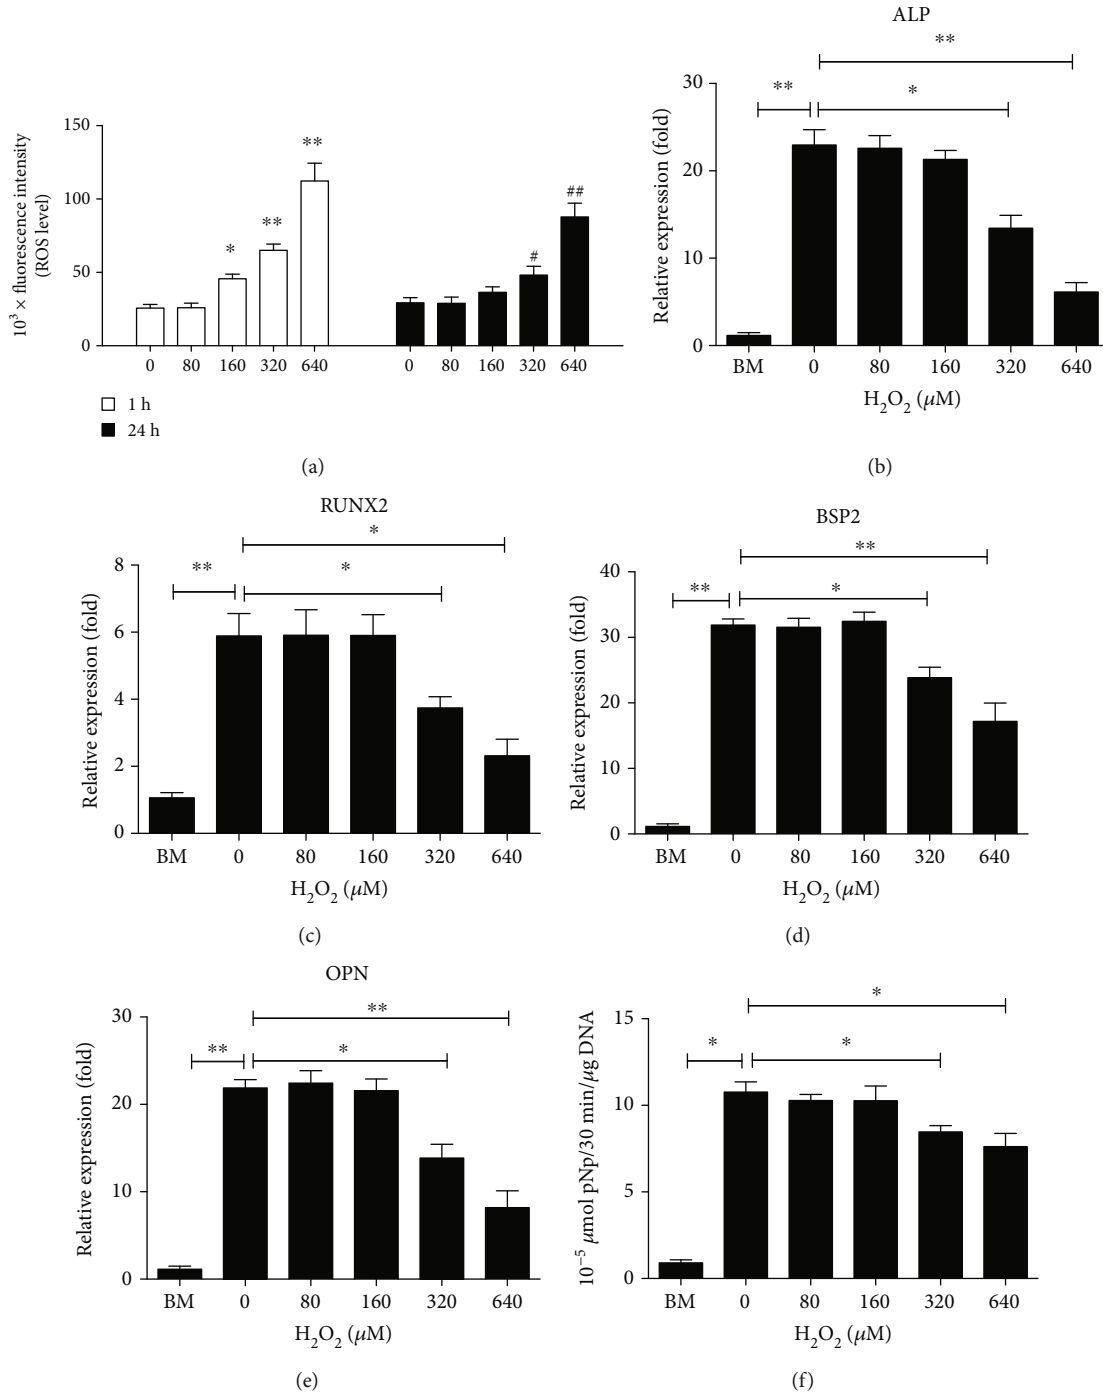 10³ × fluorescence intensity
(ROS level)
150
100
50
0
*
**
**
#
##
0 80 160 320 640 0 80 160 320 640
1 h
24 h
(a)
ALP
**
** *
Relative expression (fold)
30
20
10
0
BM 0 80 160 320 640
H₂O₂ (μM)
(b)
RUNX2
*
** *
Relative expression (fold)
8
6
4
2
0
BM 0 80 160 320 640
H₂O₂ (μM)
(c)
BSP2
**
** *
Relative expression (fold)
40
30
20
10
0
BM 0 80 160 320 640
H₂O₂ (μM)
(d)
OPN
**
** *
Relative expression (fold)
30
20
10
0
BM 0 80 160 320 640
H₂O₂ (μM)
(e)
*
* *
10⁻⁵ μmol pNp/30 min/μg DNA
15
10
5
0
BM 0 80 160 320 640
H₂O₂ (μM)
(f)